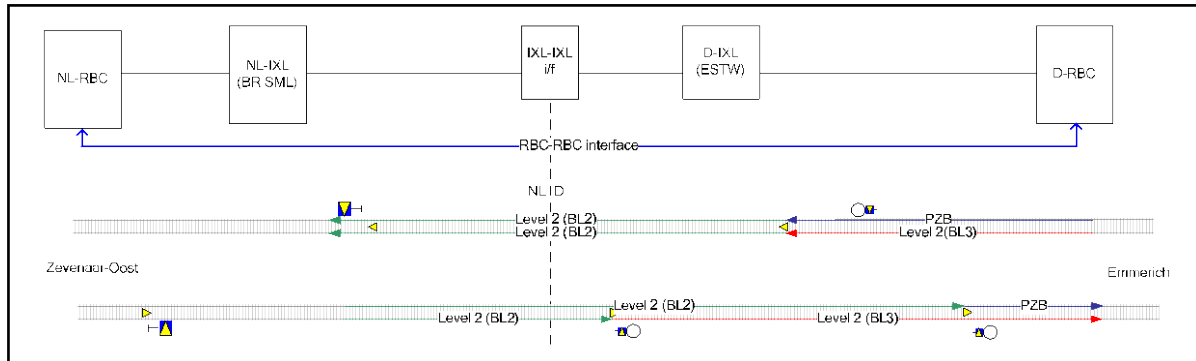 NL-RBC
NL-IXL
(BR SML)
IXL-IXL
i/f
D-IXL
(ESTW)
D-RBC
RBC-RBC interface
NL|D
Level 2 (BL2)
PZB
Level 2 (BL2)
Level 2(BL3)
Zevenaar-Oost
Emmerich
Level 2 (BL2)
PZB
Level 2 (BL2)
Level 2 (BL3)